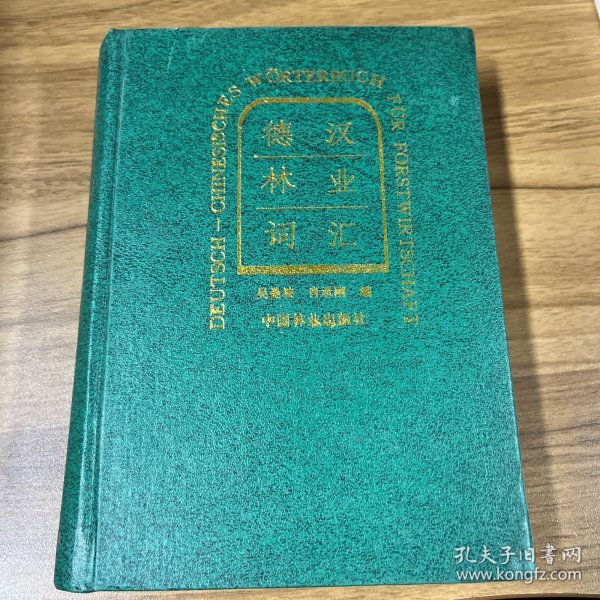 DEUTSCH – CHINESISCHES WÖRTERBUCH FÜR FORSTWIRTSCHAFT
德汉
林业
词汇
编
中国林业出版社
孔夫子旧书网
www.kongfz.com